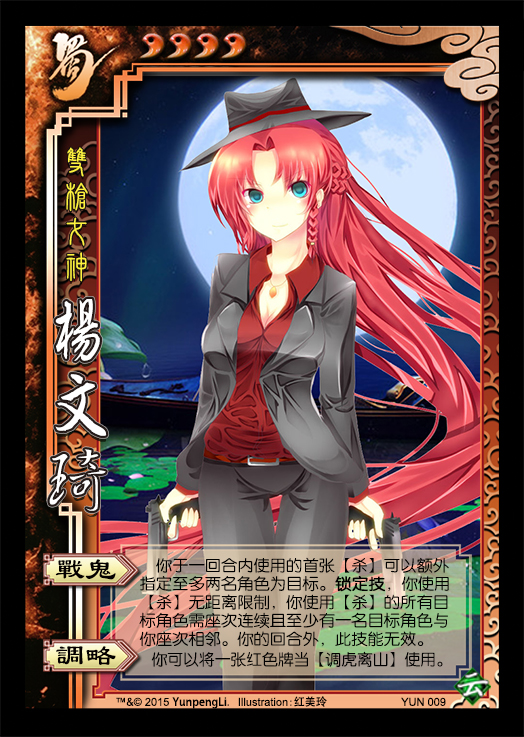 蜀
雙槍女神
楊文琦
戰鬼
你于一回合内使用的首张【杀】可以额外
指定至多两名角色为目标。锁定技，你使用
【杀】无距离限制，你使用【杀】的所有目
标角色需座次连续且至少有一名目标角色与
你座次相邻。你的回合外，此技能无效。
調略
你可以将一张红色牌当【调虎离山】使用。
™&© 2015 YunpengLi. Illustration：红美玲
YUN 009
云